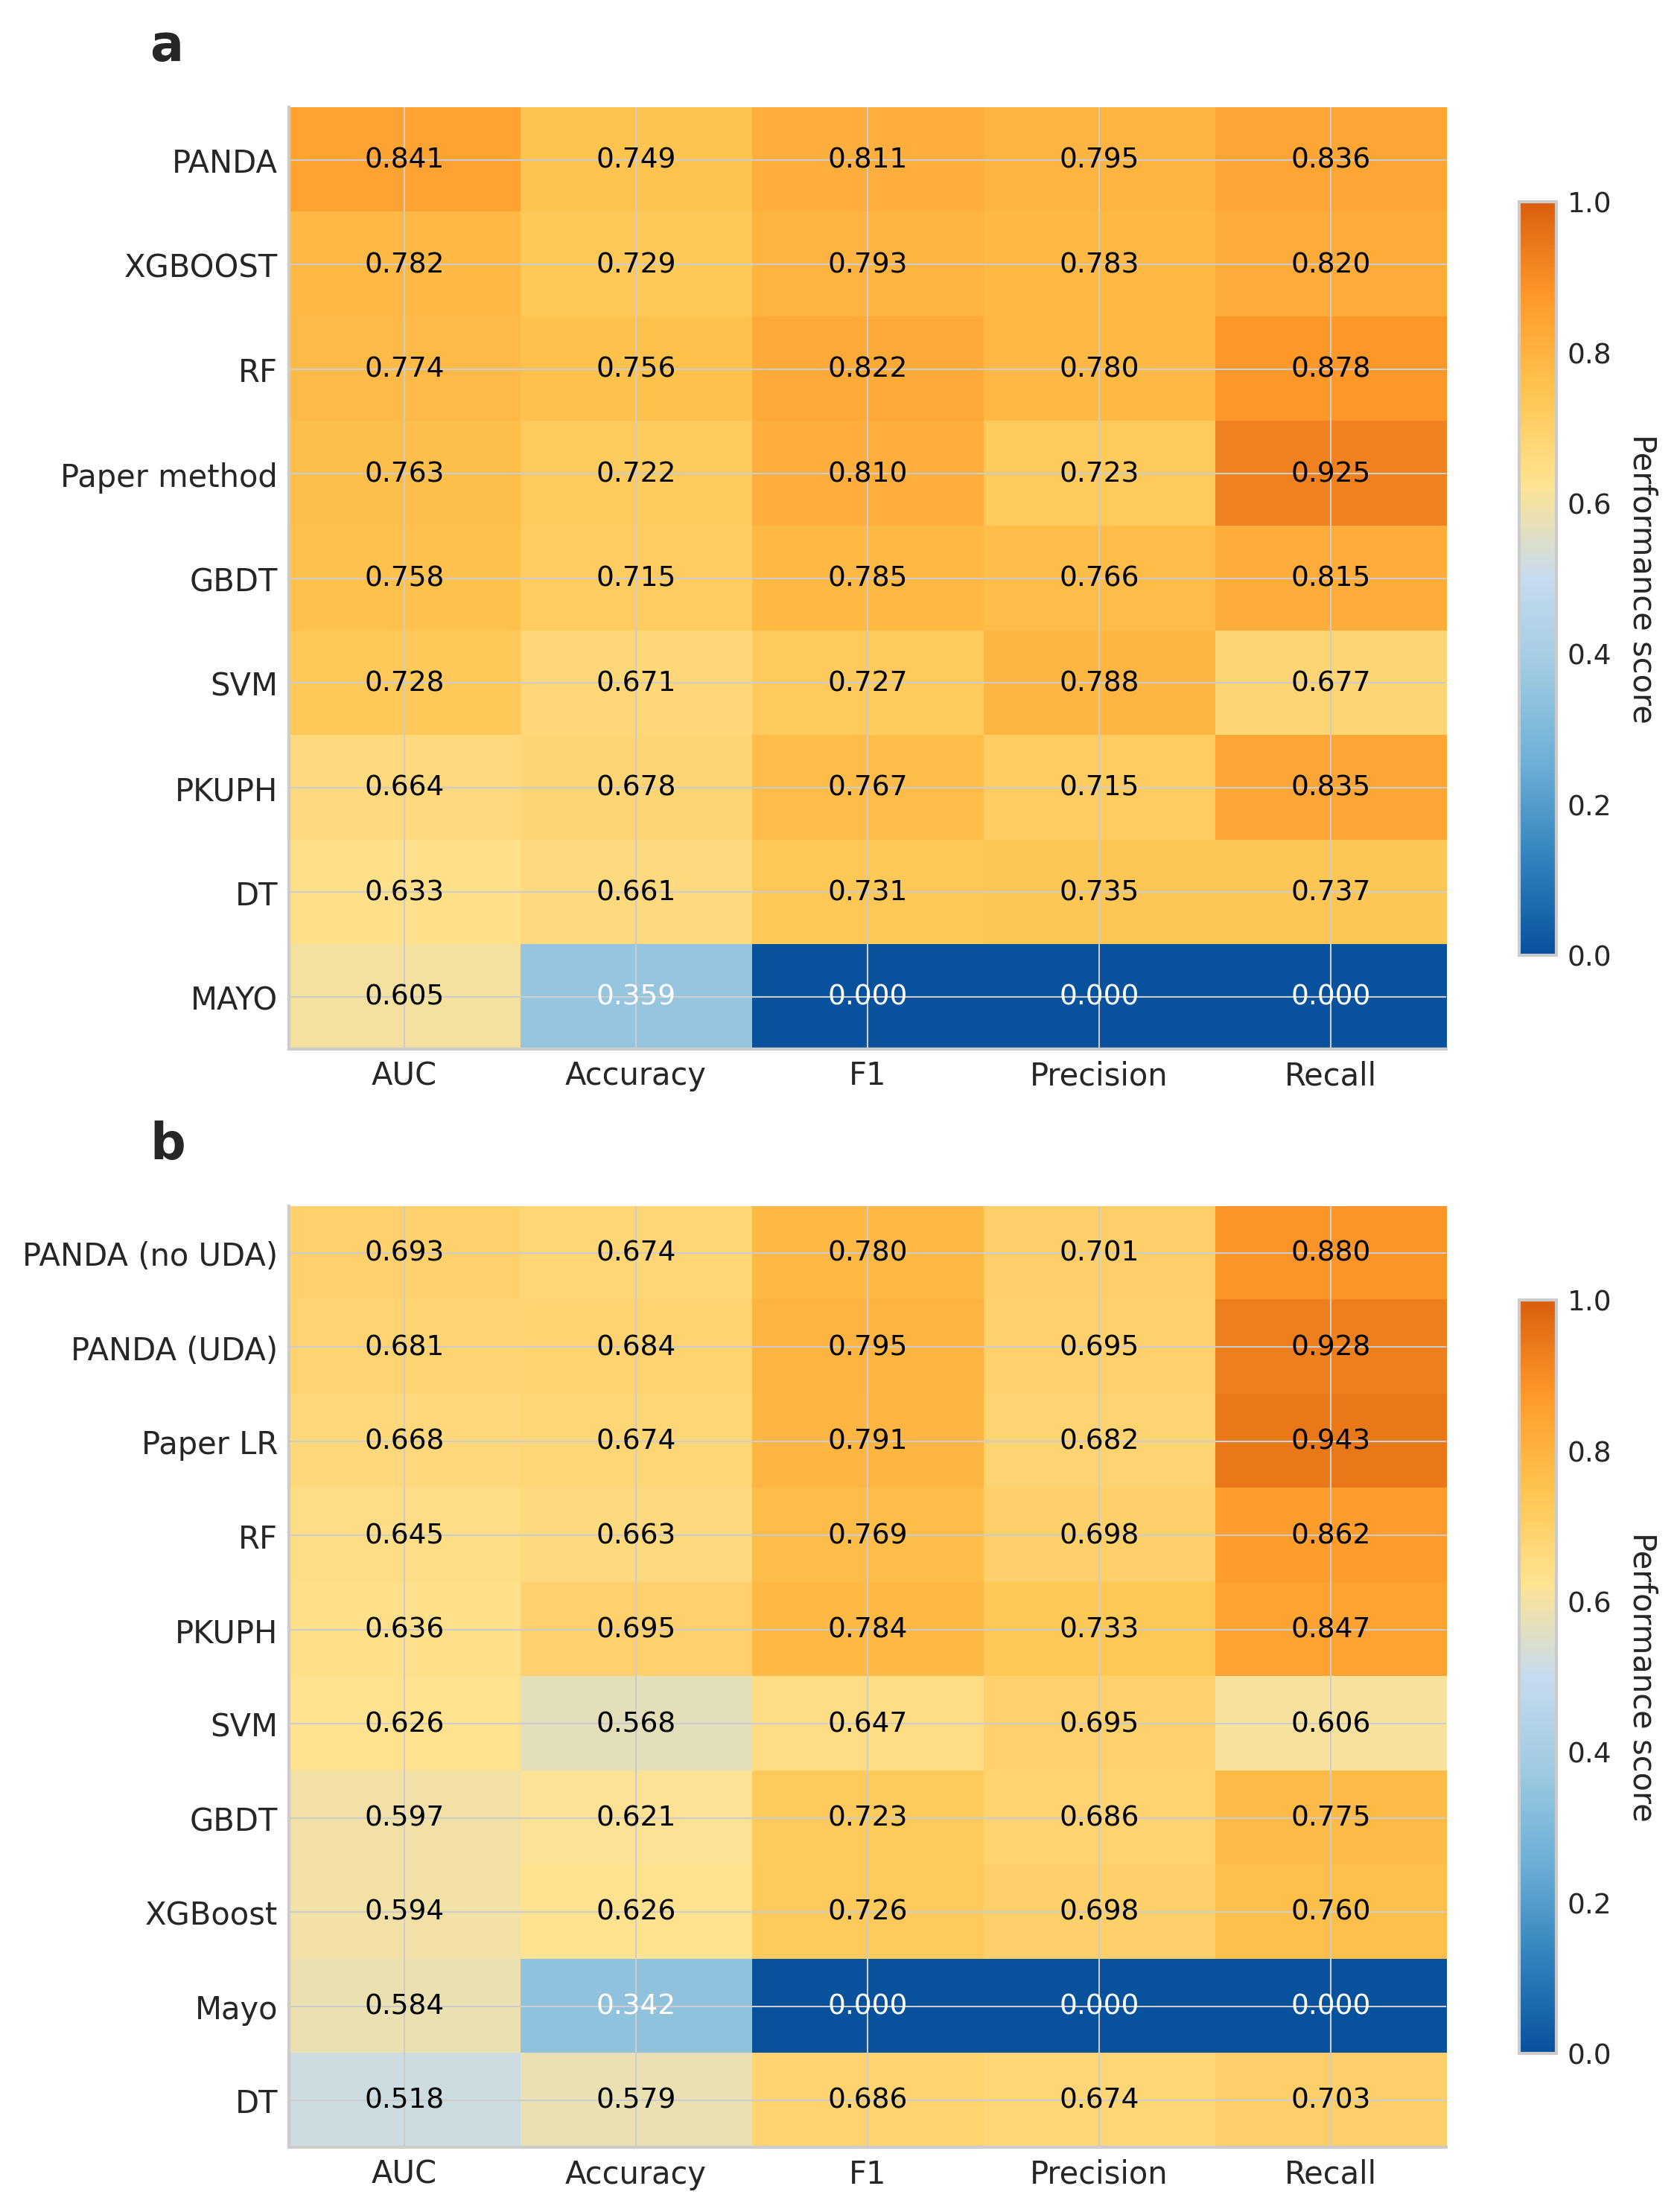 a
PANDA 0.841 0.749 0.811 0.795 0.836
XGBOOST 0.782 0.729 0.793 0.783 0.820
RF 0.774 0.756 0.822 0.780 0.878
Paper method 0.763 0.722 0.810 0.723 0.925
GBDT 0.758 0.715 0.785 0.766 0.815
SVM 0.728 0.671 0.727 0.788 0.677
PKUPH 0.664 0.678 0.767 0.715 0.835
DT 0.633 0.661 0.731 0.735 0.737
MAYO 0.605 0.359 0.000 0.000 0.000
AUC Accuracy F1 Precision Recall
1.0
0.8
0.6
0.4
0.2
0.0
Performance score
b
PANDA (no UDA) 0.693 0.674 0.780 0.701 0.880
PANDA (UDA) 0.681 0.684 0.795 0.695 0.928
Paper LR 0.668 0.674 0.791 0.682 0.943
RF 0.645 0.663 0.769 0.698 0.862
PKUPH 0.636 0.695 0.784 0.733 0.847
SVM 0.626 0.568 0.647 0.695 0.606
GBDT 0.597 0.621 0.723 0.686 0.775
XGBoost 0.594 0.626 0.726 0.698 0.760
Mayo 0.584 0.342 0.000 0.000 0.000
DT 0.518 0.579 0.686 0.674 0.703
AUC Accuracy F1 Precision Recall
1.0
0.8
0.6
0.4
0.2
0.0
Performance score